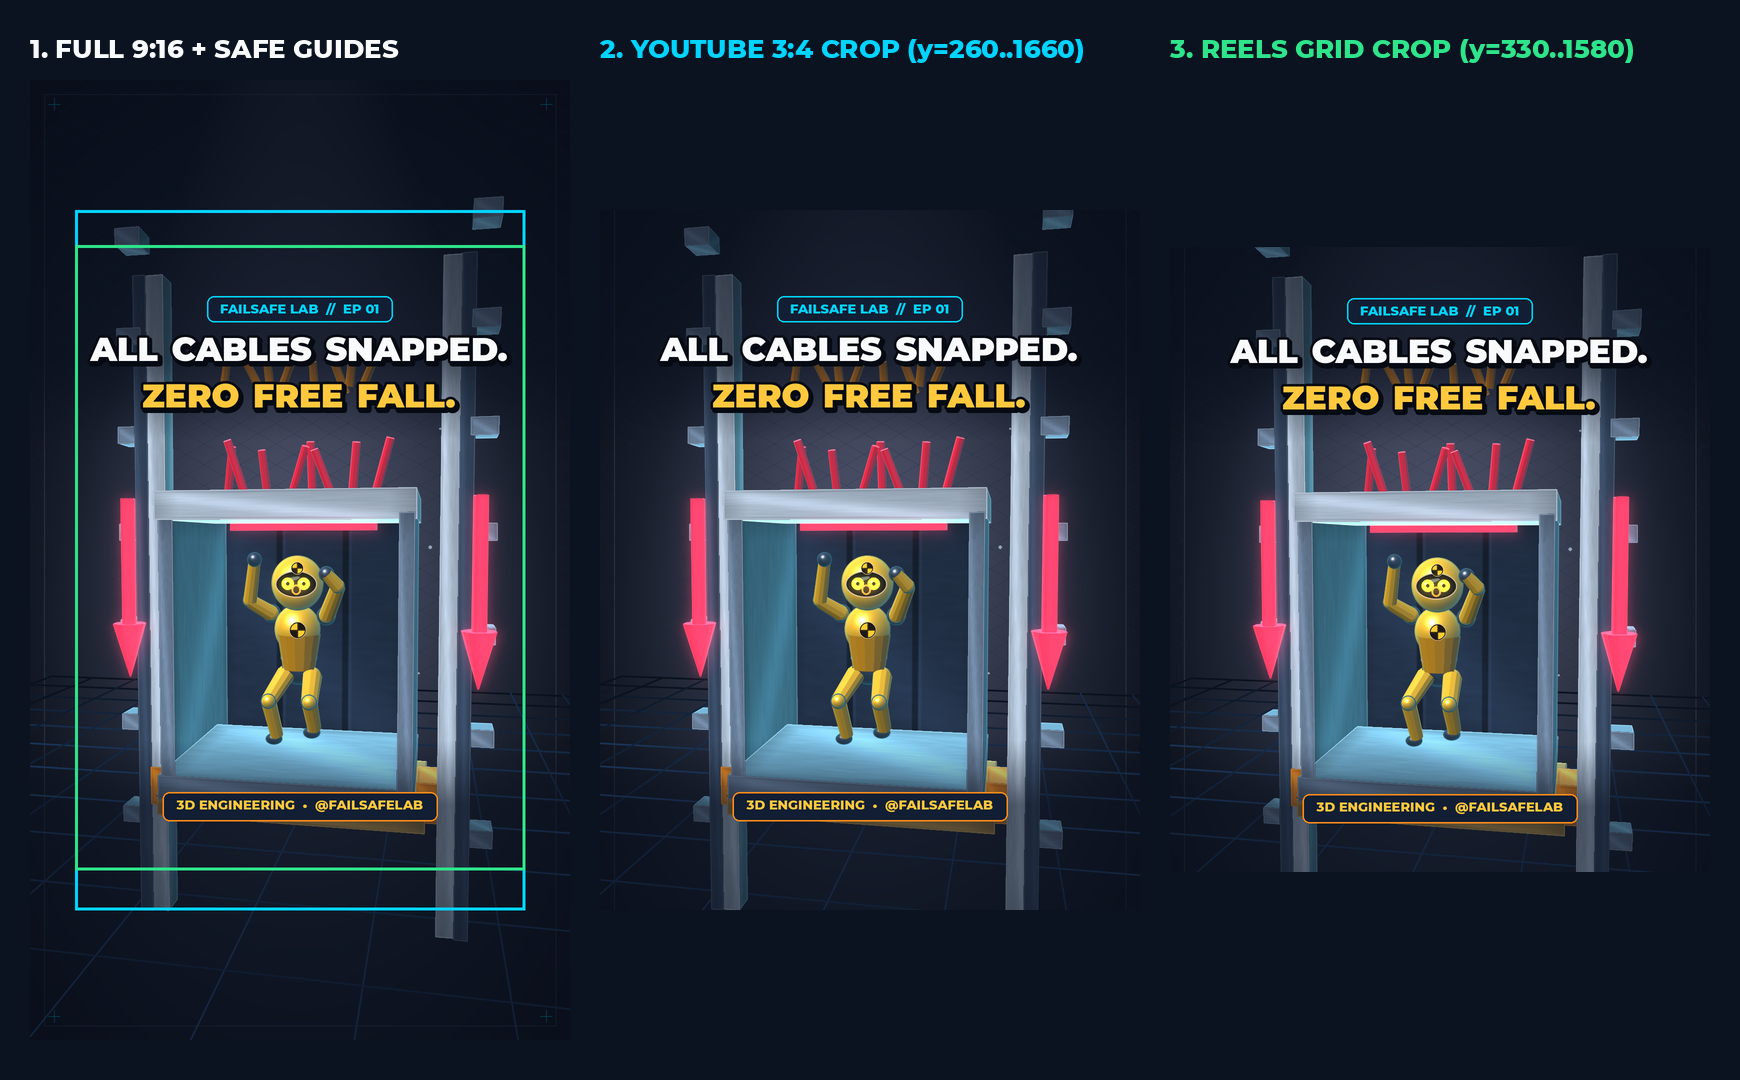 1. FULL 9:16 + SAFE GUIDES
FAILSAFE LAB // EP 01
ALL CABLES SNAPPED.
ZERO FREE FALL.
3D ENGINEERING • @FAILSAFELAB
2. YOUTUBE 3:4 CROP (y=260..1660)
FAILSAFE LAB // EP 01
ALL CABLES SNAPPED.
ZERO FREE FALL.
3D ENGINEERING • @FAILSAFELAB
3. REELS GRID CROP (y=330..1580)
FAILSAFE LAB // EP 01
ALL CABLES SNAPPED.
ZERO FREE FALL.
3D ENGINEERING • @FAILSAFELAB